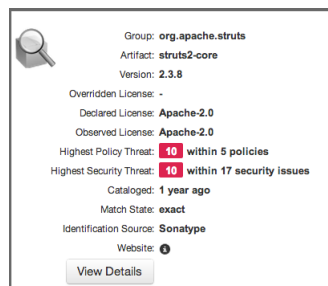 Group: org.apache.struts
Artifact: struts2-core
Version: 2.3.8
Overridden License: -
Declared License: Apache-2.0
Observed License: Apache-2.0
Highest Policy Threat: 10 within 5 policies
Highest Security Threat: 10 within 17 security issues
Cataloged: 1 year ago
Match State: exact
Identification Source: Sonatype
Website:
View Details